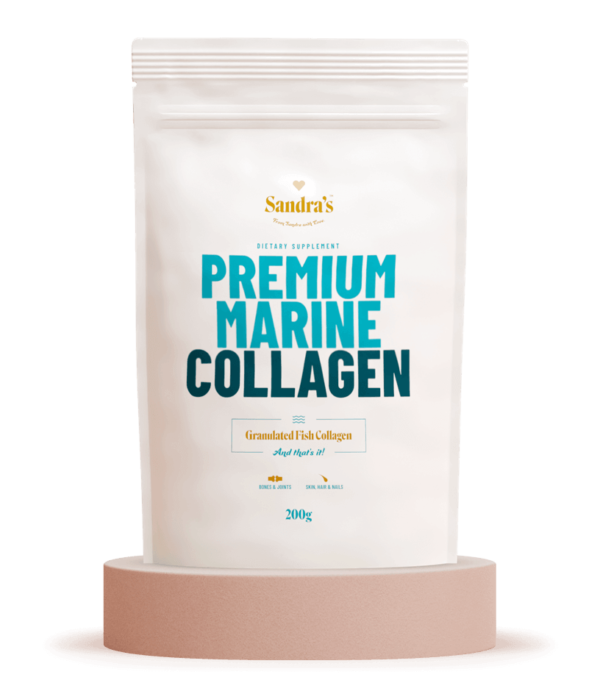 Sandra's
DIETARY SUPPLEMENT
PREMIUM
MARINE
COLLAGEN
Granulated Fish Collagen
And that's it!
BONES & JOINTS
SKIN, HAIR & NAILS
200g